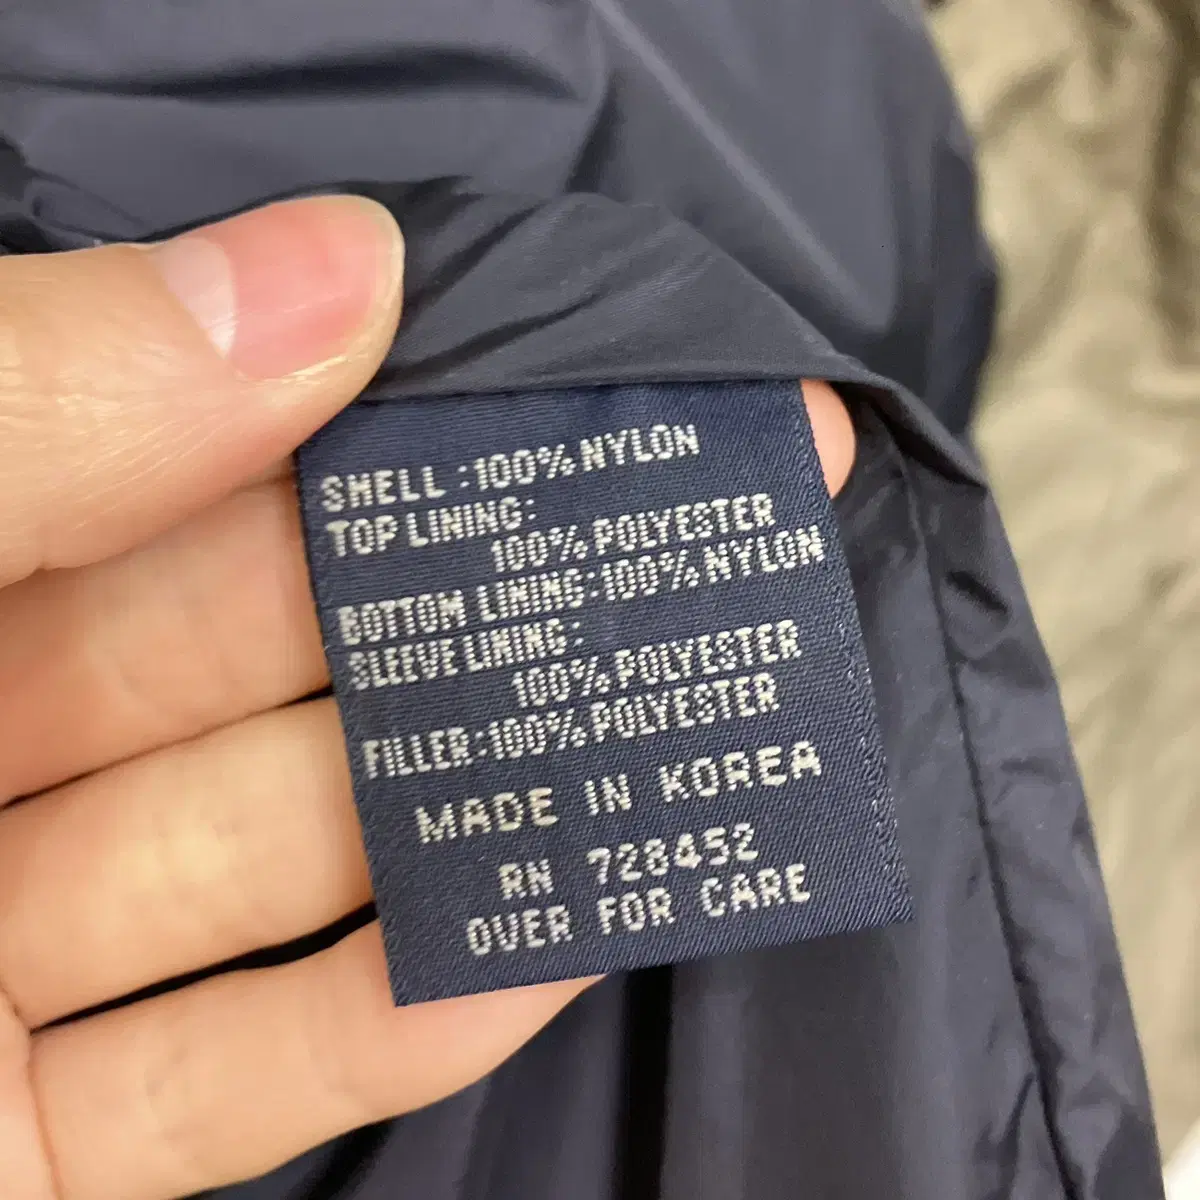 SHELL :100% NYLON
TOP LINING:
100% POLYESTER
BOTTOM LINING:100% NYLON
SLEEVE LINING:
100% POLYESTER
FILLER:100% POLYESTER
MADE IN KOREA
RN 728452
OVER FOR CARE